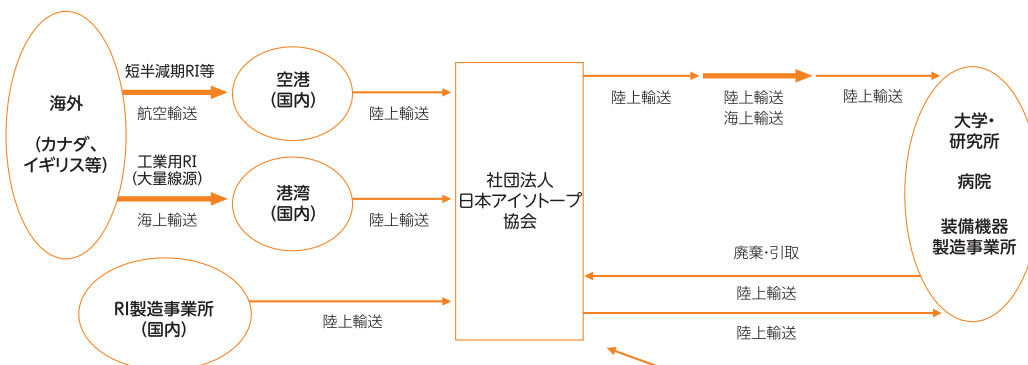 海外
(カナダ、
イギリス等)
短半減期RI等
航空輸送
工業用RI
(大量線源)
海上輸送
空港
(国内)
陸上輸送
港湾
(国内)
陸上輸送
RI製造事業所
(国内)
陸上輸送
社団法人
日本アイソトープ
協会
陸上輸送
陸上輸送
海上輸送
陸上輸送
大学・
研究所
病院
装備機器
製造事業所
廃棄・引取
陸上輸送
陸上輸送